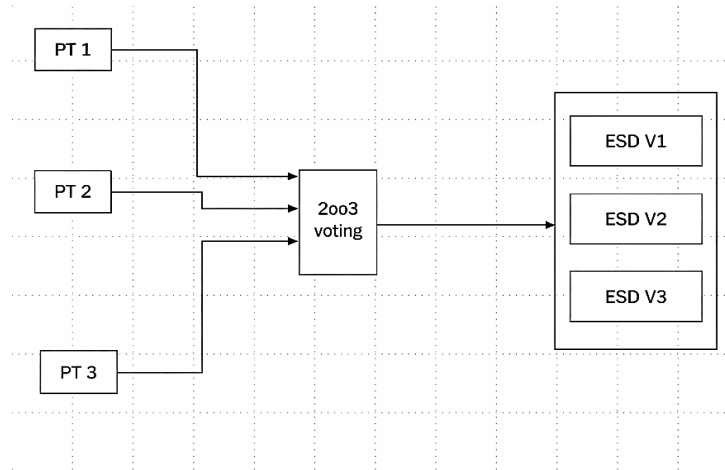 PT 1
PT 2
PT 3
2oo3
voting
ESD V1
ESD V2
ESD V3